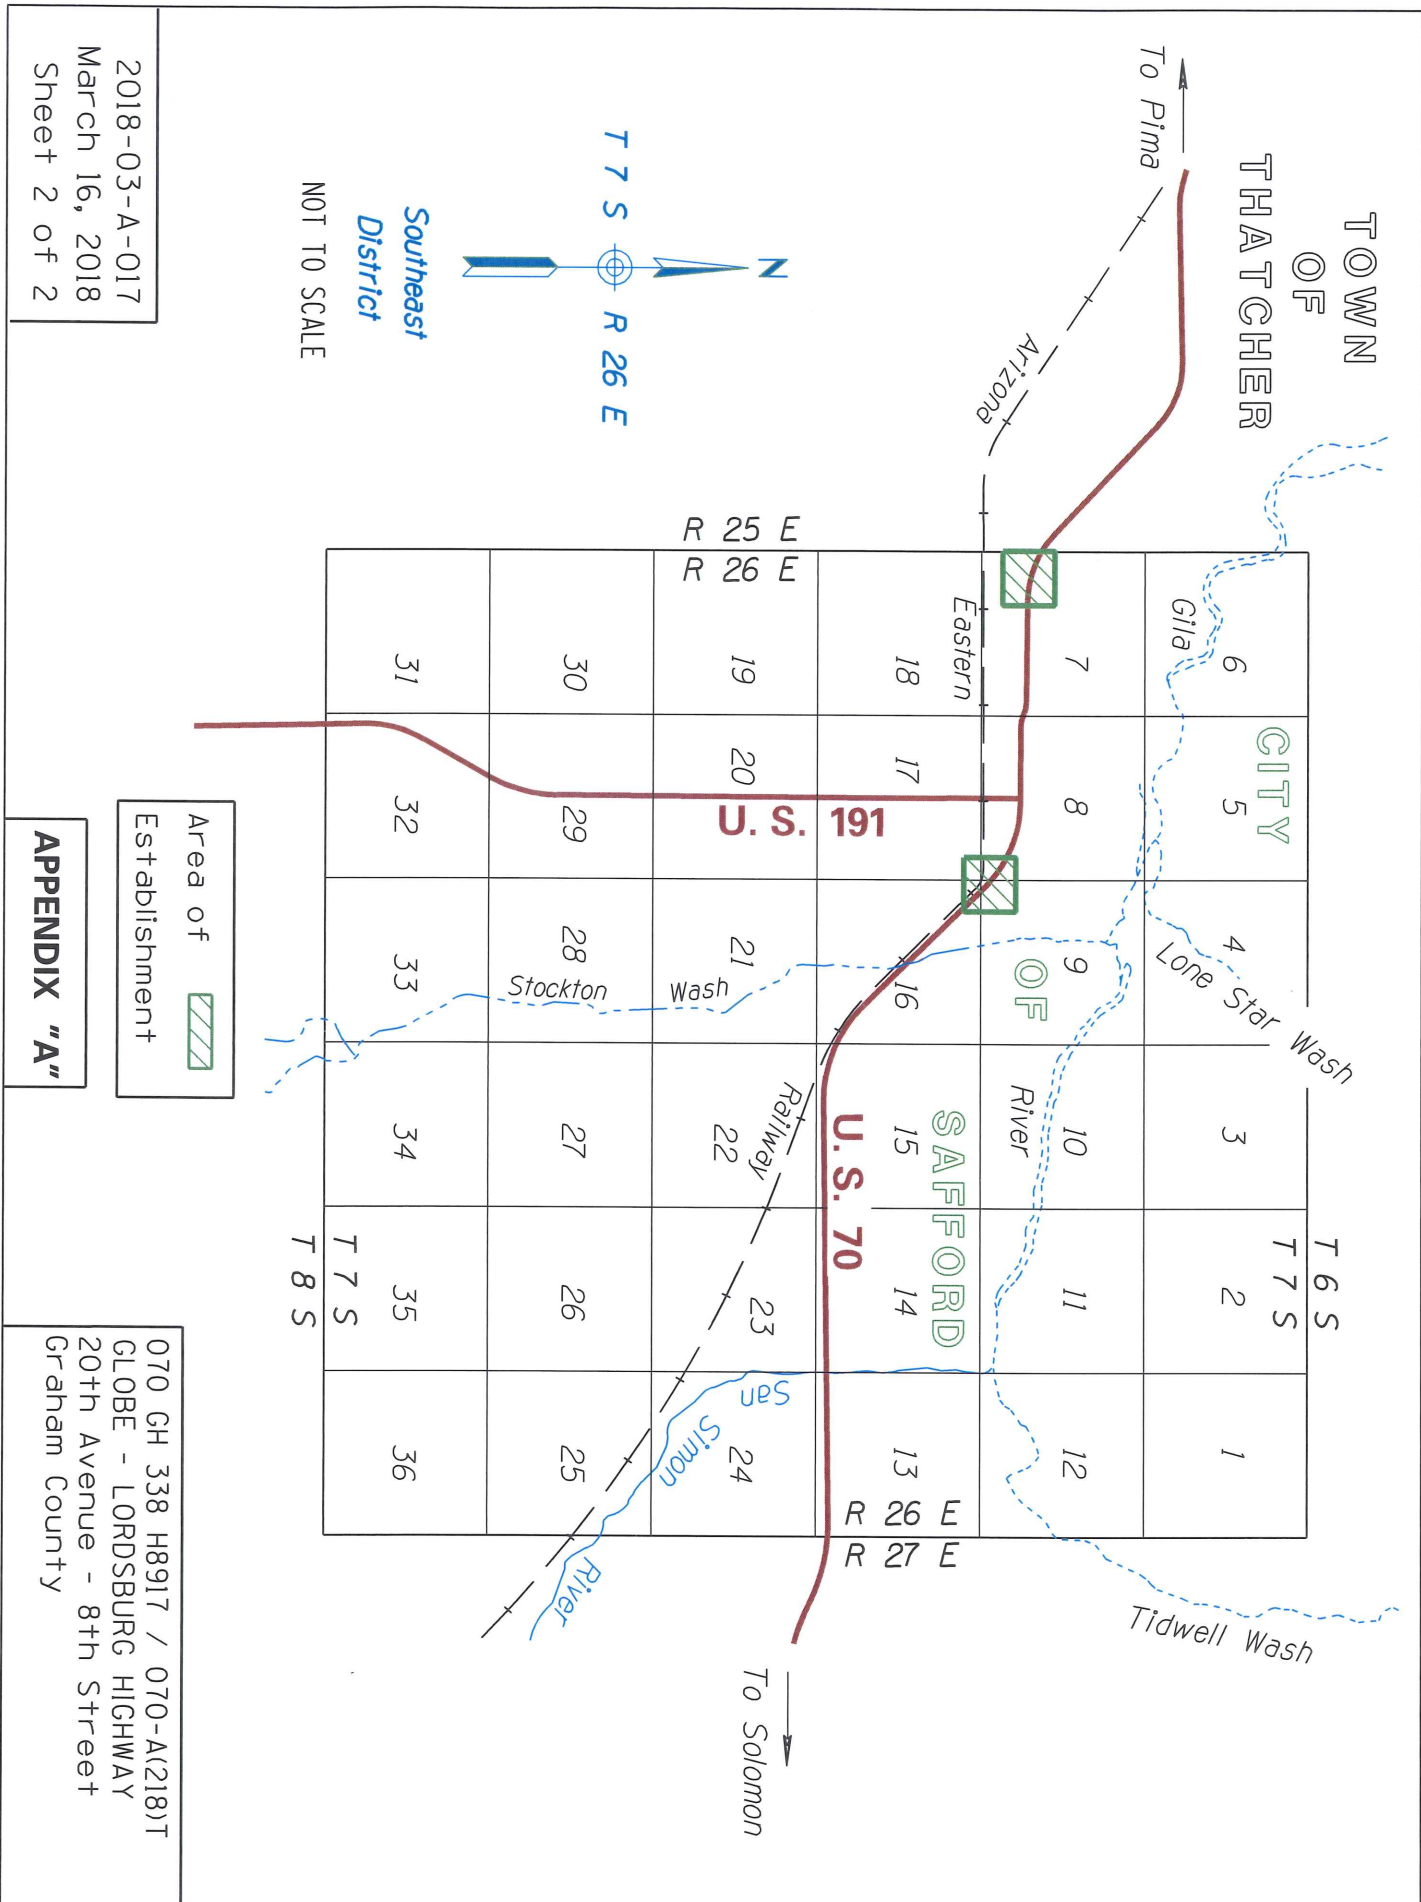 TOWN
OF
THATCHER
To Pima
T 6 S
T 7 S
CITY
OF
SAFFORD
6
5
4
3
2
1
Gila
River
Lone Star Wash
Tidwell Wash
7
8
9
10
11
12
Arizona
Eastern
Railway
18
17
16
15
14
13
R 25 E
R 26 E
R 26 E
R 27 E
U. S. 191
U. S. 70
To Solomon
19
20
21
22
23
24
San
Simon
River
Stockton
Wash
30
29
28
27
26
25
31
32
33
34
35
36
T 7 S
T 8 S
N
T 7 S
R 26 E
Southeast
District
NOT TO SCALE
Area of
Establishment
2018-03-A-017
March 16, 2018
Sheet 2 of 2
APPENDIX "A"
070 GH 338 H8917 / 070-A(218)T
GLOBE - LORDSBURG HIGHWAY
20th Avenue - 8th Street
Graham County